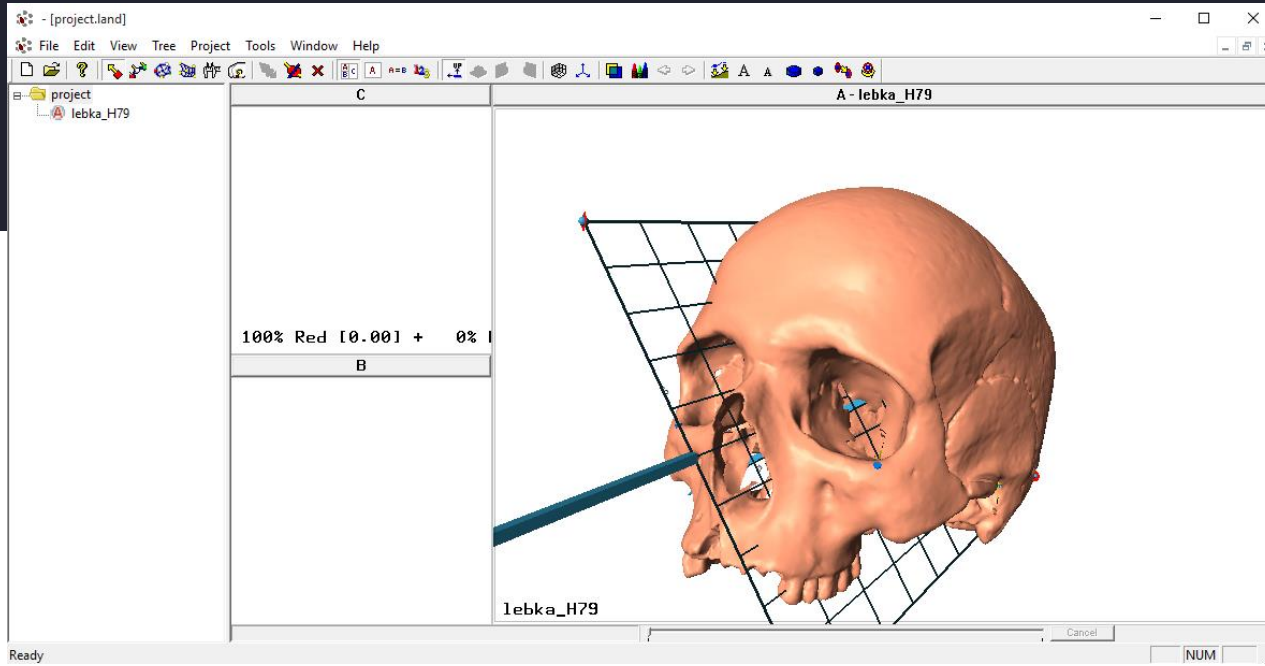 - [project.land]
File Edit View Tree Project Tools Window Help
project
lebka_H79
C
A - lebka_H79
100% Red [0.00] + 0%
B
lebka_H79
Cancel
Ready
NUM